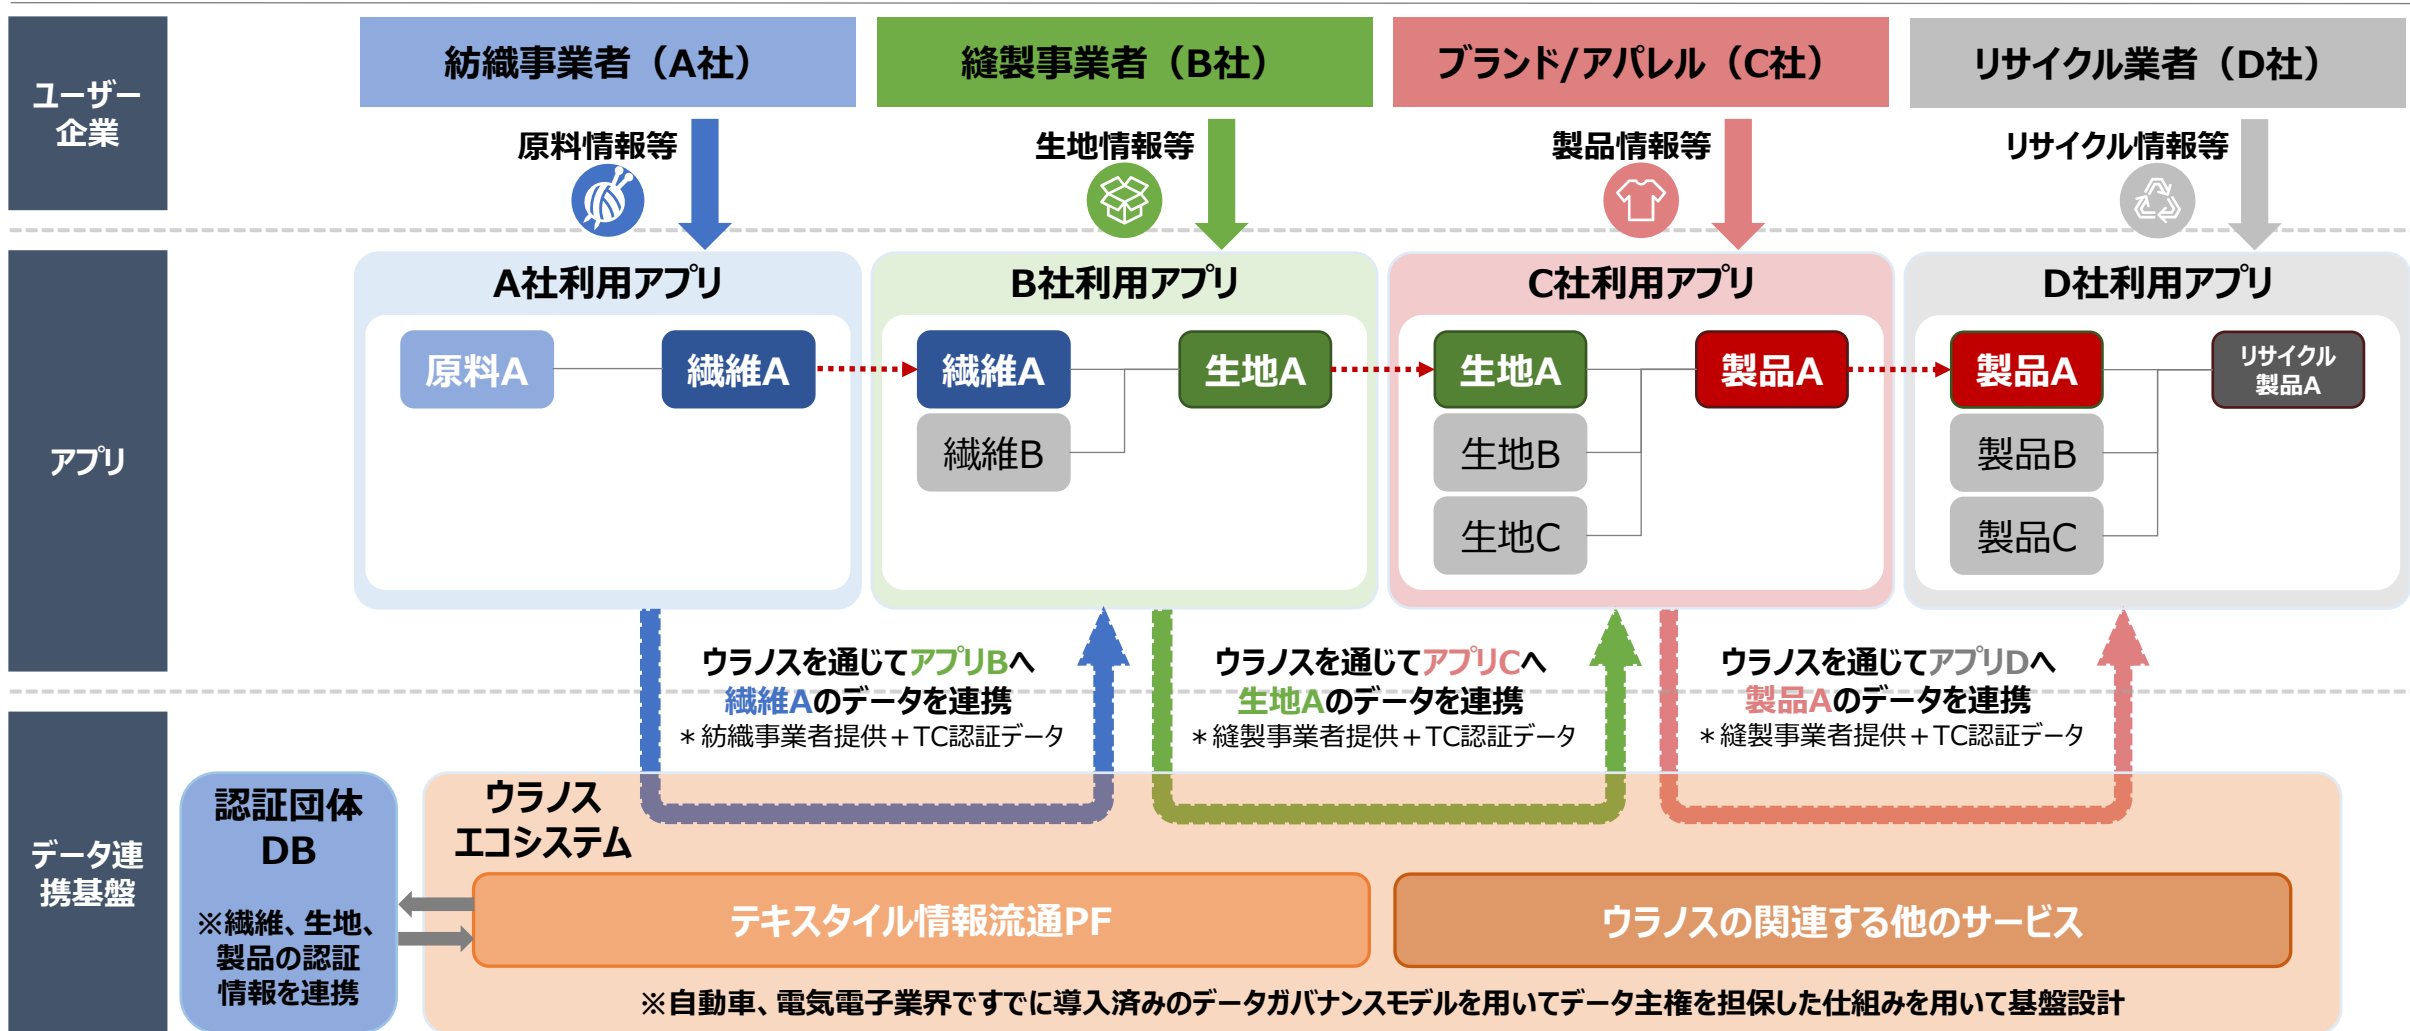 ユーザー
企業
紡織事業者（A社）
縫製事業者（B社）
ブランド/アパレル（C社）
リサイクル業者（D社）
原料情報等
生地情報等
製品情報等
リサイクル情報等
アプリ
A社利用アプリ
原料A
繊維A
B社利用アプリ
繊維A
生地A
繊維B
C社利用アプリ
生地A
製品A
生地B
生地C
D社利用アプリ
製品A
リサイクル
製品A
製品B
製品C
ウラノスを通じてアプリBへ
繊維Aのデータを連携
＊紡織事業者提供＋TC認証データ
ウラノスを通じてアプリCへ
生地Aのデータを連携
＊縫製事業者提供＋TC認証データ
ウラノスを通じてアプリDへ
製品Aのデータを連携
＊縫製事業者提供＋TC認証データ
データ連
携基盤
認証団体
DB
※繊維、生地、
製品の認証
情報を連携
ウラノス
エコシステム
テキスタイル情報流通PF
ウラノスの関連する他のサービス
※自動車、電気電子業界ですでに導入済みのデータガバナンスモデルを用いてデータ主権を担保した仕組みを用いて基盤設計